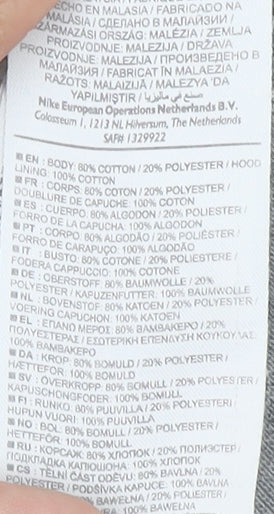 ECHO EN MALASIA / FABRICADO NA
MALÁSIA / СДЕЛАНО В МАЛАЙЗИИ /
ZÁRMAZÁSI ORSZÁG: MALÉZIA / ZEMLJA
PROIZVODNJE: MALEZIJA / DRŽAVA
PROIZVODNJE: MALEZIJA / ПРОИЗВЕДЕНО В
МАЛАЙЗИЯ / FABRICAT ÎN MALAEZIA /
RAŽOTS: MALAIZIJĀ / MALEZYA 'DA
YAPILMIŞTIR / صنع في ماليزيا
Nike European Operations Netherlands B.V.
Colosseum 1, 1213 NL Hilversum, The Netherlands
SAF# 1329922
EN : BODY: 80% COTTON / 20% POLYESTER / HOOD
LINING: 100% COTTON
FR : CORPS: 80% COTON / 20% POLYESTER /
DOUBLURE DE CAPUCHE: 100% COTON
ES : CUERPO: 80% ALGODON / 20% POLIESTER /
FORRO DE LA CAPUCHA: 100% ALGODON
PT : CORPO: 80% ALGODÃO / 20% POLIÉSTER /
FORRO DE CARAPUÇO: 100% ALGODÃO
IT : BUSTO: 80% COTONE / 20% POLIESTERE /
FODERA CAPPUCCIO: 100% COTONE
DE : OBERSTOFF: 80% BAUMWOLLE / 20%
POLYESTER / KAPUZENFUTTER: 100% BAUMWOLLE
NL : BOVENSTOF: 80% KATOEN / 20% POLYESTER /
VOERING CAPUCHON: 100% KATOEN
EL : ΕΠΑΝΩ ΜΕΡΟΣ: 80% ΒΑΜΒΑΚΕΡΟ / 20%
ΠΟΛΥΕΣΤΕΡΑΣ / ΕΣΩΤΕΡΙΚΗ ΕΠΕΝΔΥΣΗ ΚΟΥΚΟΥΛΑΣ:
100% ΒΑΜΒΑΚΕΡΟ
DA : KROP: 80% BOMULD / 20% POLYESTER /
HÆTTEFOR: 100% BOMULD
SV : ÖVERKROPP: 80% BOMULL / 20% POLYESTER /
KAPUSCHONGFODER: 100% BOMULL
FI : RUNKO: 80% PUUVILLA / 20% POLYESTERI /
HUPUN VUORI: 100% PUUVILLA
NO : BOL: 80% BOMULL / 20% POLYESTER /
HETTEFÔR: 100% BOMULL
RU : КОРСАЖ: 80% ХЛОПОК / 20% ПОЛИЭСТЕР /
ПОДКЛАДКА КАПЮШОНА: 100% ХЛОПОК
CS : TĚLNÍ ČÁST ODĚVU: 80% BAVLNA / 20%
POLYESTER / PODŠÍVKA KAPUCE: 100% BAVLNA
BAWEŁNA / 20% POLIESTER /
100% BAWEŁNA